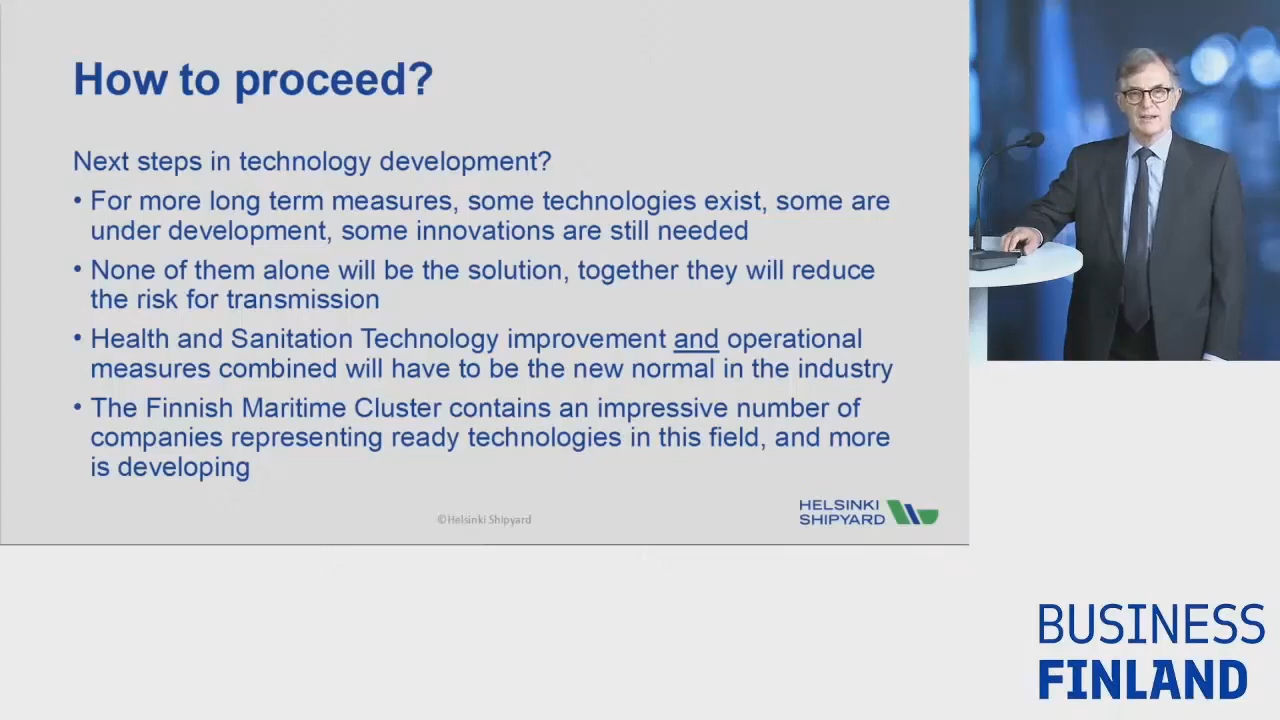 How to proceed?
Next steps in technology development?
• For more long term measures, some technologies exist, some are
under development, some innovations are still needed
• None of them alone will be the solution, together they will reduce
the risk for transmission
• Health and Sanitation Technology improvement and operational
measures combined will have to be the new normal in the industry
• The Finnish Maritime Cluster contains an impressive number of
companies representing ready technologies in this field, and more
is developing
©Helsinki Shipyard
HELSINKI
SHIPYARD
BUSINESS
FINLAND